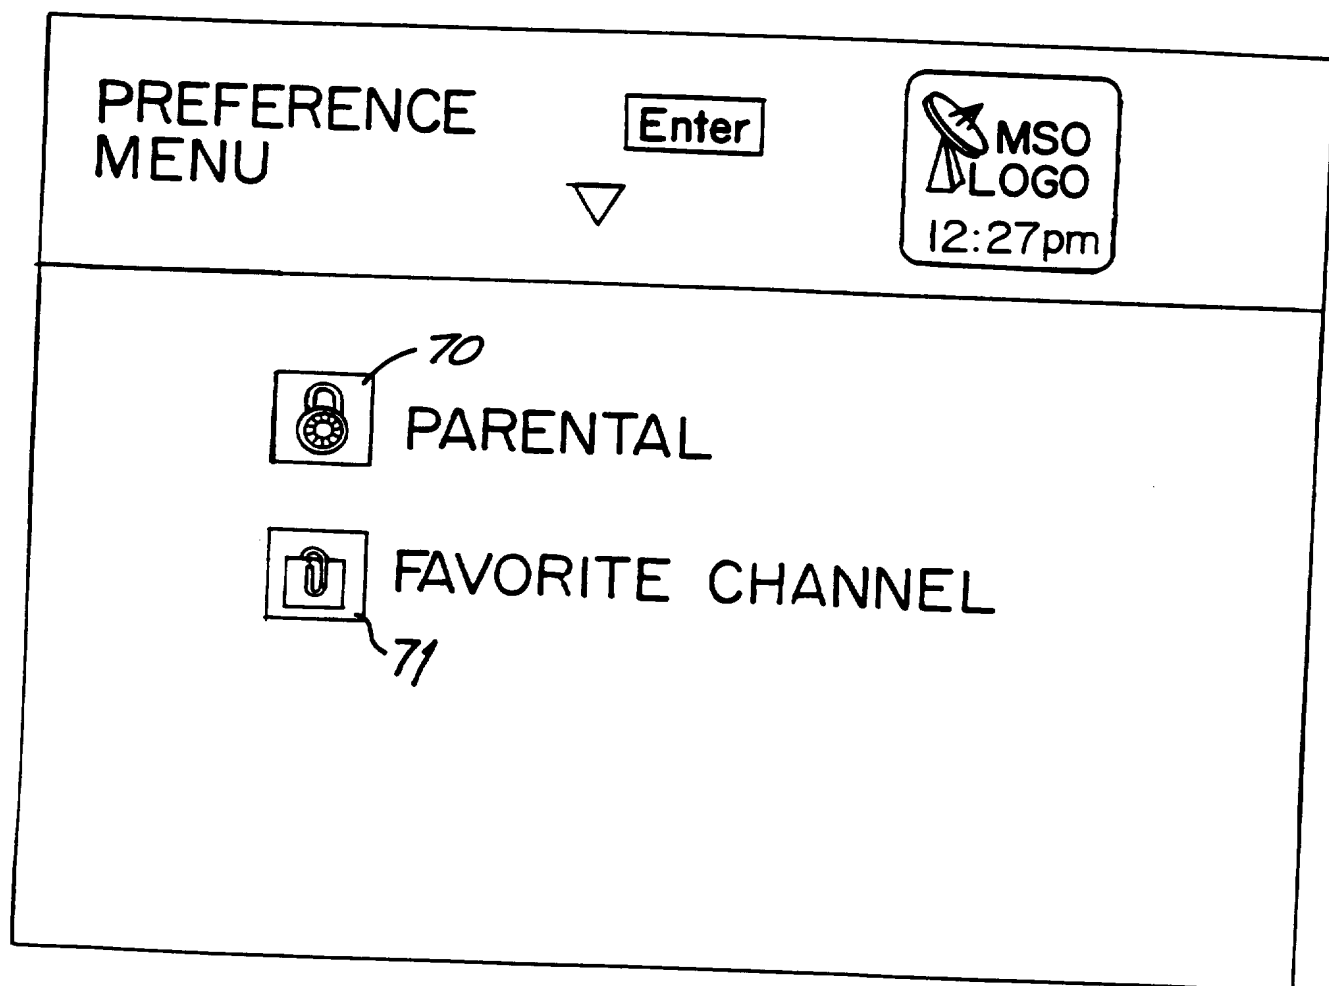 PREFERENCE
MENU
Enter
MSO
LOGO
12:27pm
70
PARENTAL
FAVORITE CHANNEL
71